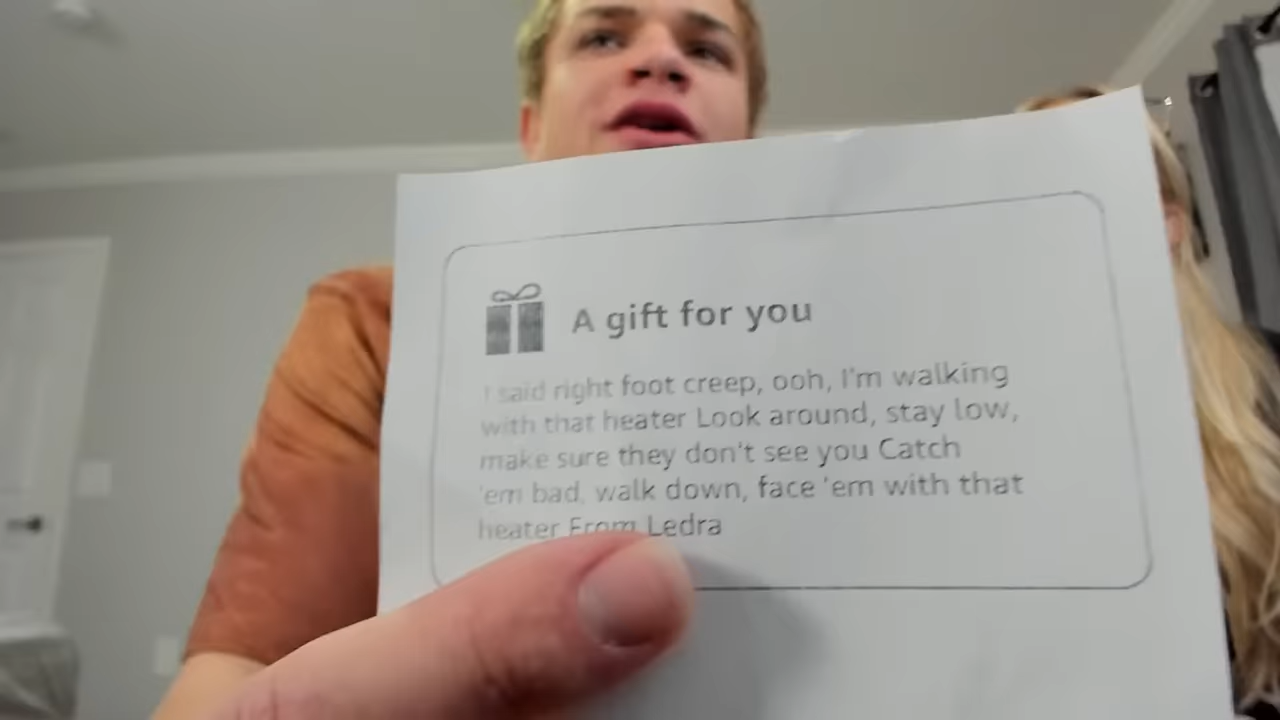 A gift for you
I said right foot creep, ooh, I'm walking
with that heater Look around, stay low,
make sure they don't see you Catch
'em bad, walk down, face 'em with that
heater From Ledra